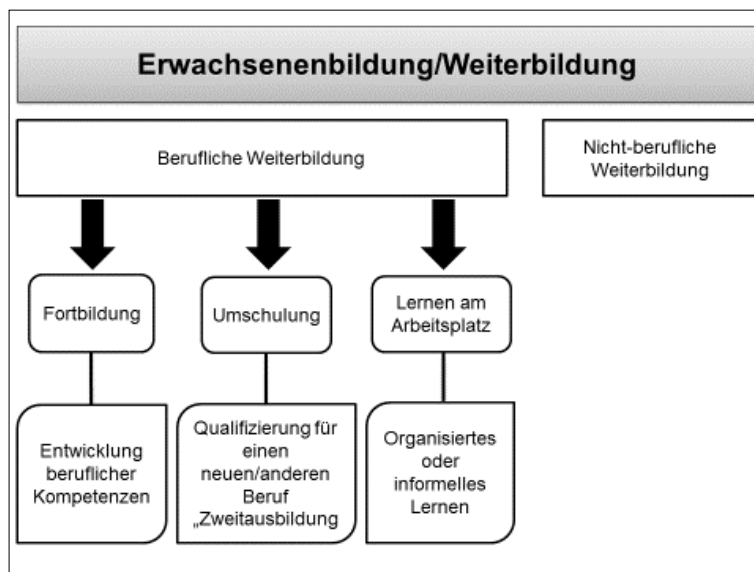 Erwachsenenbildung/Weiterbildung
Berufliche Weiterbildung
Nicht-berufliche
Weiterbildung
Fortbildung
Umschulung
Lernen am
Arbeitsplatz
Entwicklung
beruflicher
Kompetenzen
Qualifizierung für
einen
neuen/anderen
Beruf
„Zweitausbildung
Organisiertes
oder
informelles
Lernen